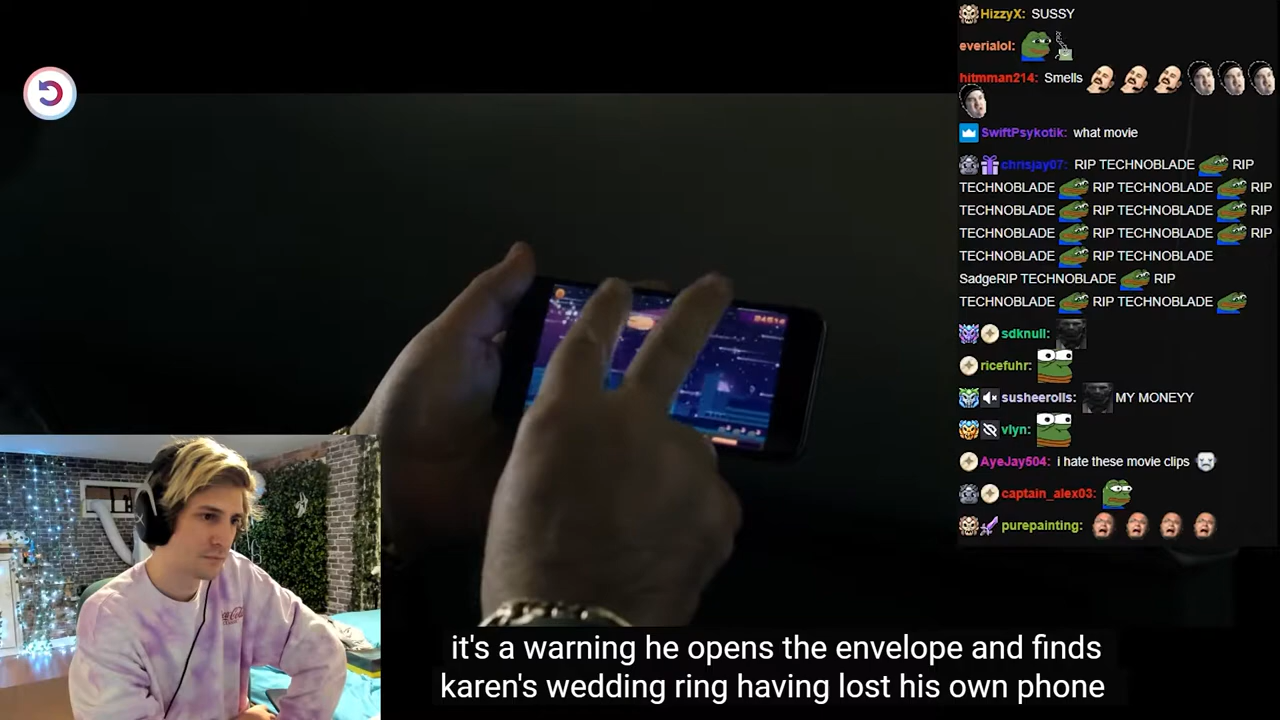 HizzyX: SUSSY
everialol:
hitmman214: Smells
SwiftPsykotik: what movie
chrisjay07: RIP TECHNOBLADE RIP
TECHNOBLADE RIP TECHNOBLADE RIP
TECHNOBLADE RIP TECHNOBLADE RIP
TECHNOBLADE RIP TECHNOBLADE RIP
TECHNOBLADE RIP TECHNOBLADE
SadgeRIP TECHNOBLADE RIP
TECHNOBLADE RIP TECHNOBLADE
sdknull:
ricefuhr:
susheerolls: MY MONEYY
vlyn:
AyeJay504: i hate these movie clips
captain_alex03:
purepainting:
it's a warning he opens the envelope and finds
karen's wedding ring having lost his own phone